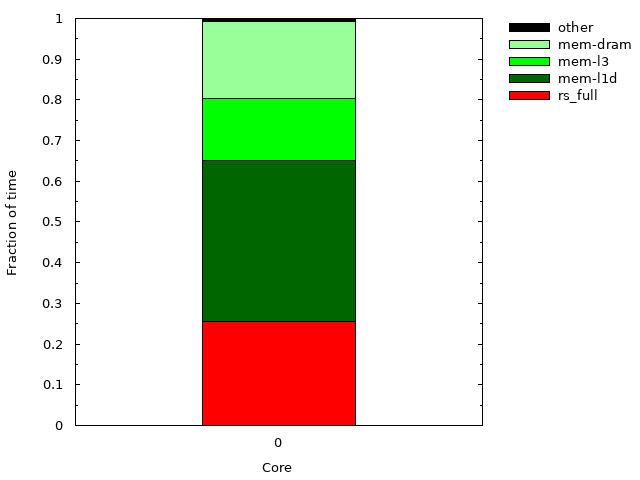 1
0.9
0.8
0.7
0.6
0.5
0.4
0.3
0.2
0.1
0
Fraction of time
0
Core
other
mem-dram
mem-l3
mem-l1d
rs_full